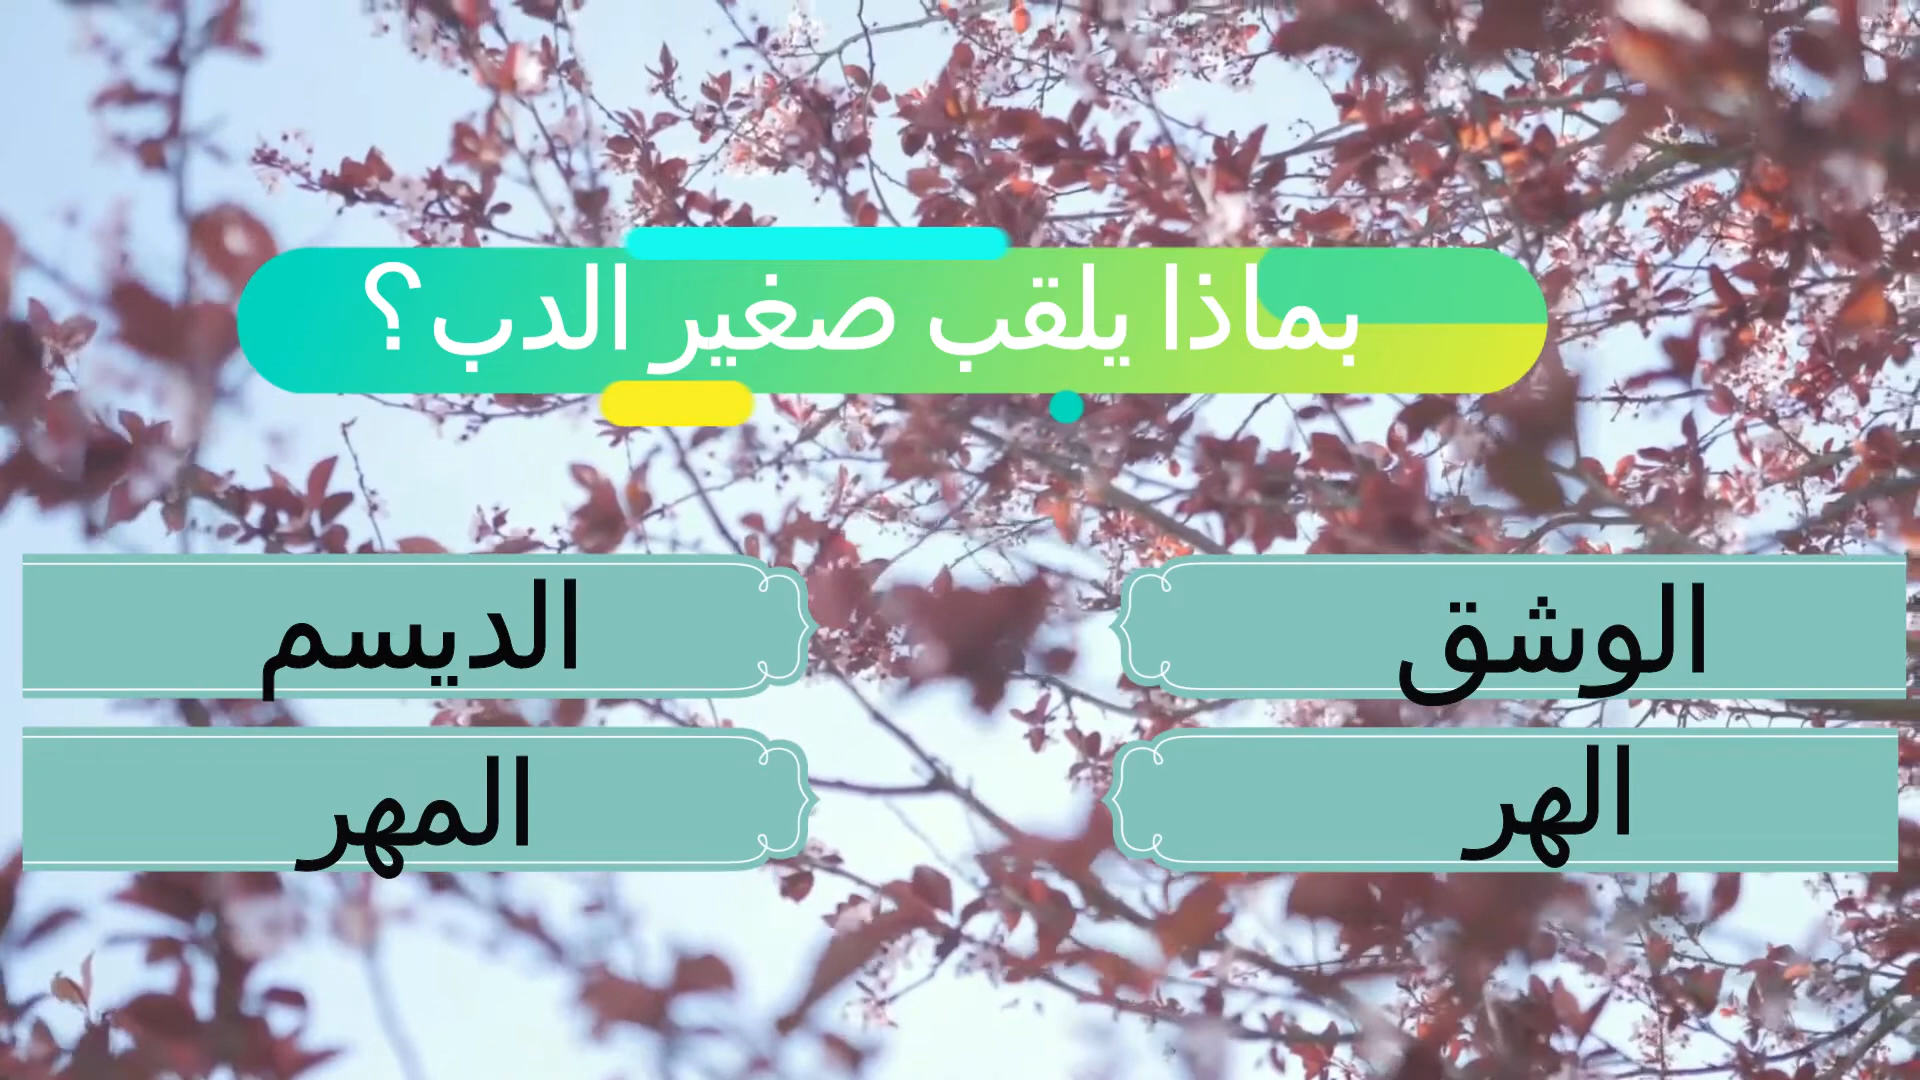 بماذا يلقب صغير الدب؟
الوشق
الديسم
الهر
المهر